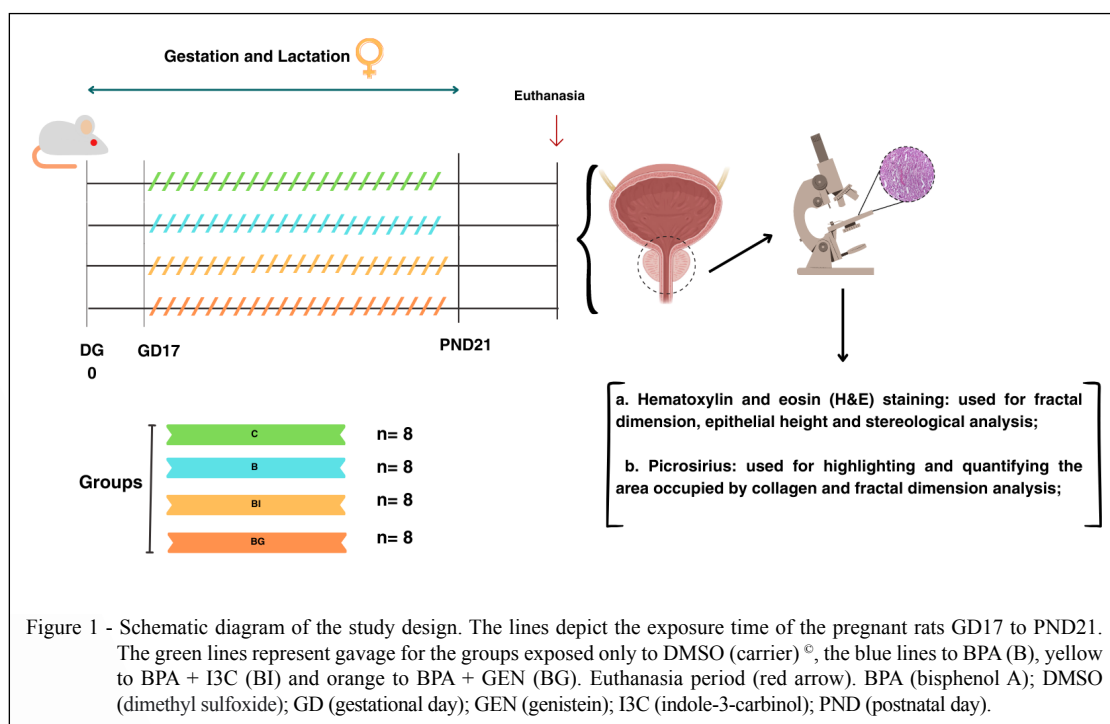 Gestation and Lactation
Euthanasia
DG
0
GD17
PND21
Groups
C
n= 8
B
n= 8
BI
n= 8
BG
n= 8
a. Hematoxylin and eosin (H&E) staining: used for fractal
dimension, epithelial height and stereological analysis;
b. Picrosirius: used for highlighting and quantifying the
area occupied by collagen and fractal dimension analysis;
Figure 1 - Schematic diagram of the study design. The lines depict the exposure time of the pregnant rats GD17 to PND21.
The green lines represent gavage for the groups exposed only to DMSO (carrier) ©, the blue lines to BPA (B), yellow
to BPA + I3C (BI) and orange to BPA + GEN (BG). Euthanasia period (red arrow). BPA (bisphenol A); DMSO
(dimethyl sulfoxide); GD (gestational day); GEN (genistein); I3C (indole-3-carbinol); PND (postnatal day).